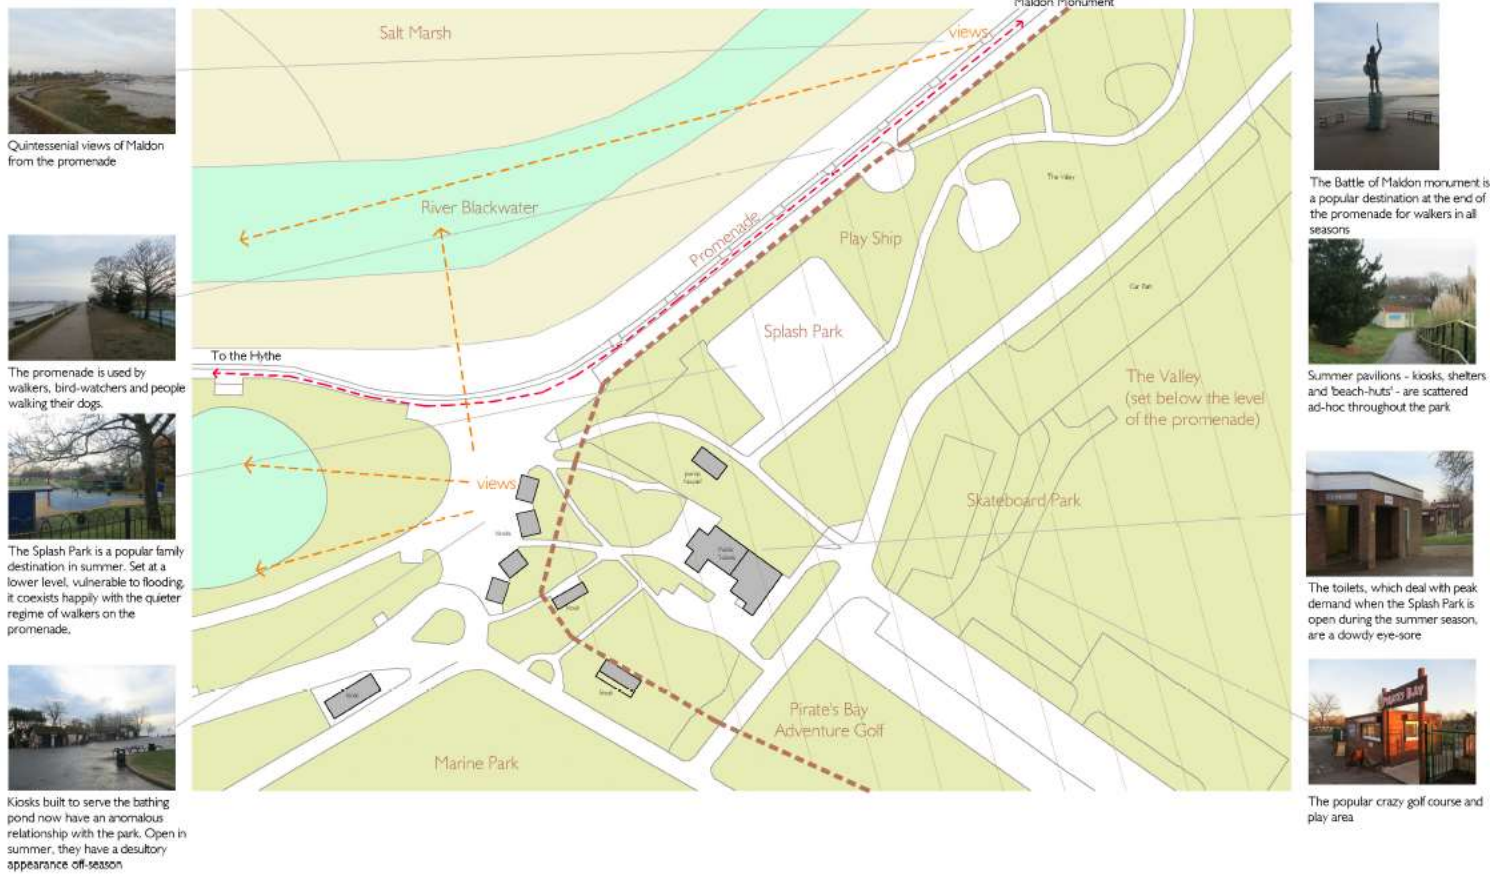 Quintessenial views of Maldon
from the promenade
The promenade is used by
walkers, bird-watchers and people
walking their dogs.
The Splash Park is a popular family
destination in summer. Set at a
lower level, vulnerable to flooding,
it coexists happily with the quieter
regime of walkers on the
promenade,
Kiosks built to serve the bathing
pond now have an anomalous
relationship with the park. Open in
summer, they have a desultory
appearance off-season
Maldon Monument
Salt Marsh
views
River Blackwater
Promenade
Play Ship
The Valley
Splash Park
Car Park
To the Hythe
The Valley
(set below the level
of the promenade)
views
Skateboard Park
kiosks
Public
Toilets
kiosk
kiosk
kiosk
Pirate's Bay
Adventure Golf
Marine Park
The Battle of Maldon monument is
a popular destination at the end of
the promenade for walkers in all
seasons
Summer pavilions - kiosks, shelters
and 'beach-huts' - are scattered
ad-hoc throughout the park
The toilets, which deal with peak
demand when the Splash Park is
open during the summer season,
are a dowdy eye-sore
PIRATES BAY
The popular crazy golf course and
play area